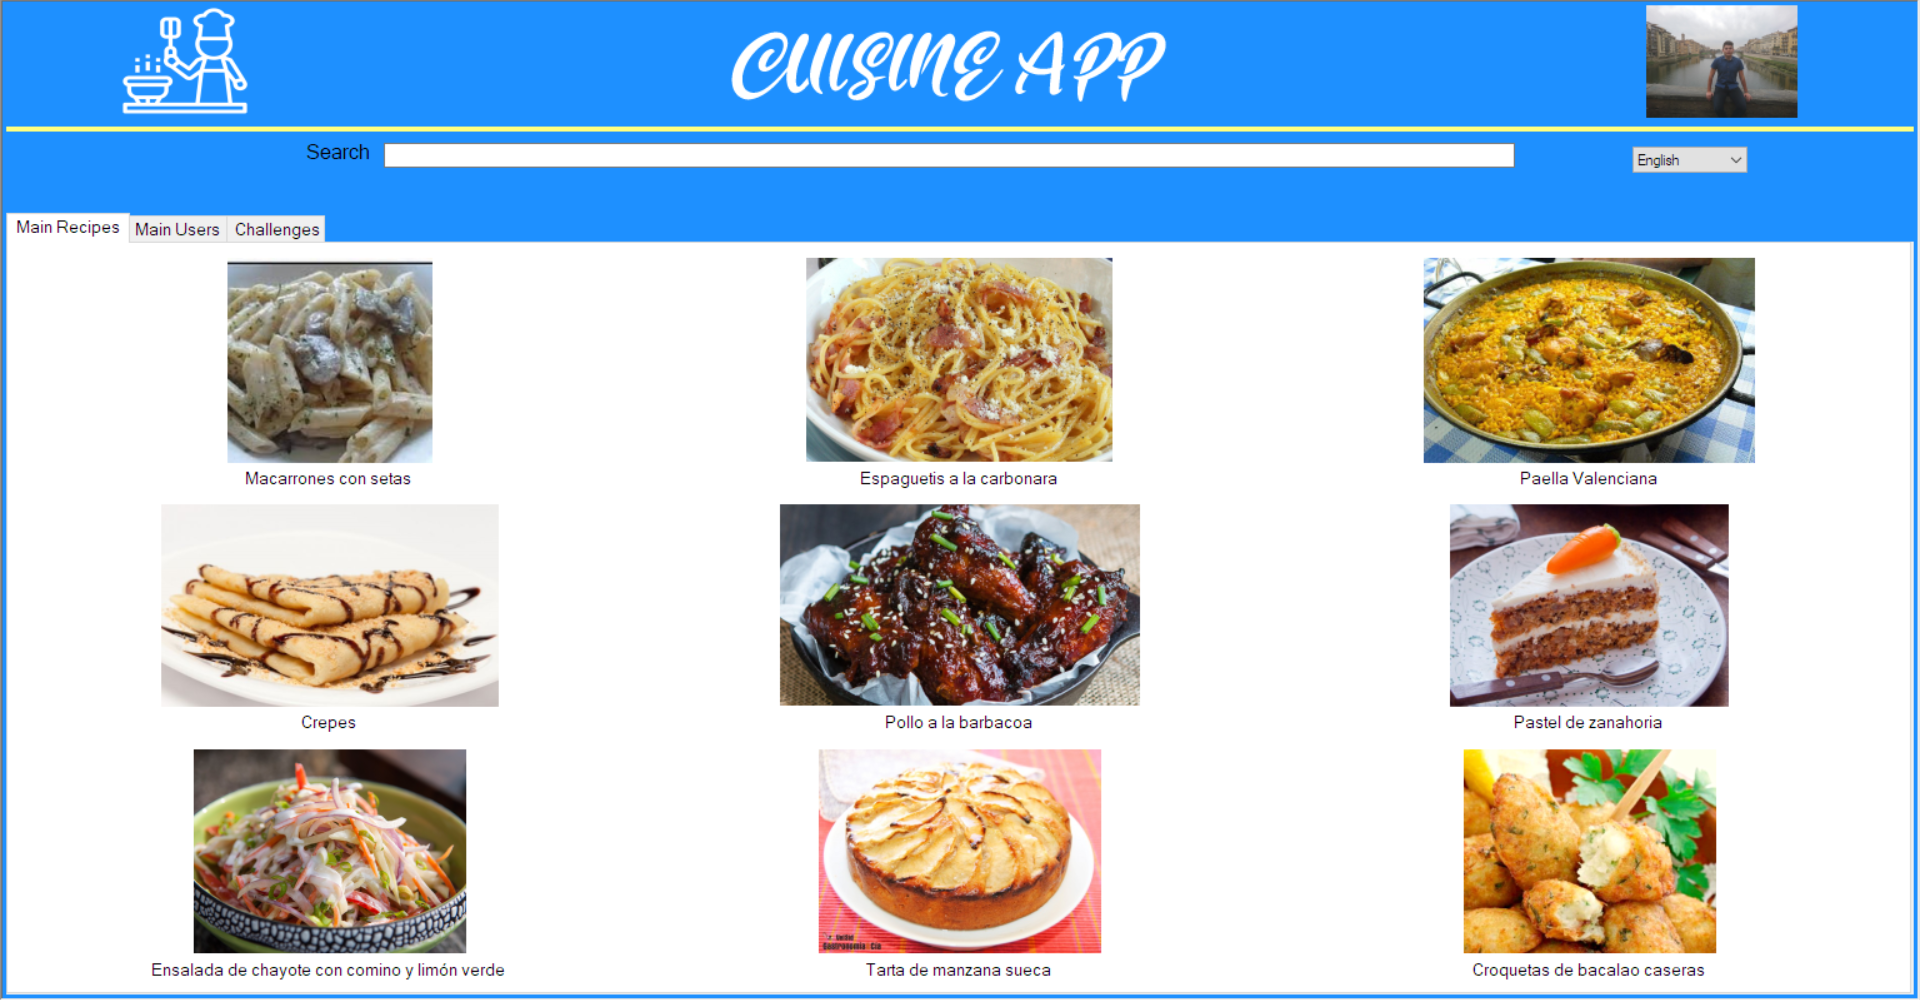 CUISINE APP
Search
English
Main Recipes Main Users Challenges
Macarrones con setas
Espaguetis a la carbonara
Paella Valenciana
Crepes
Pollo a la barbacoa
Pastel de zanahoria
Ensalada de chayote con comino y limón verde
Tarta de manzana sueca
Croquetas de bacalao caseras